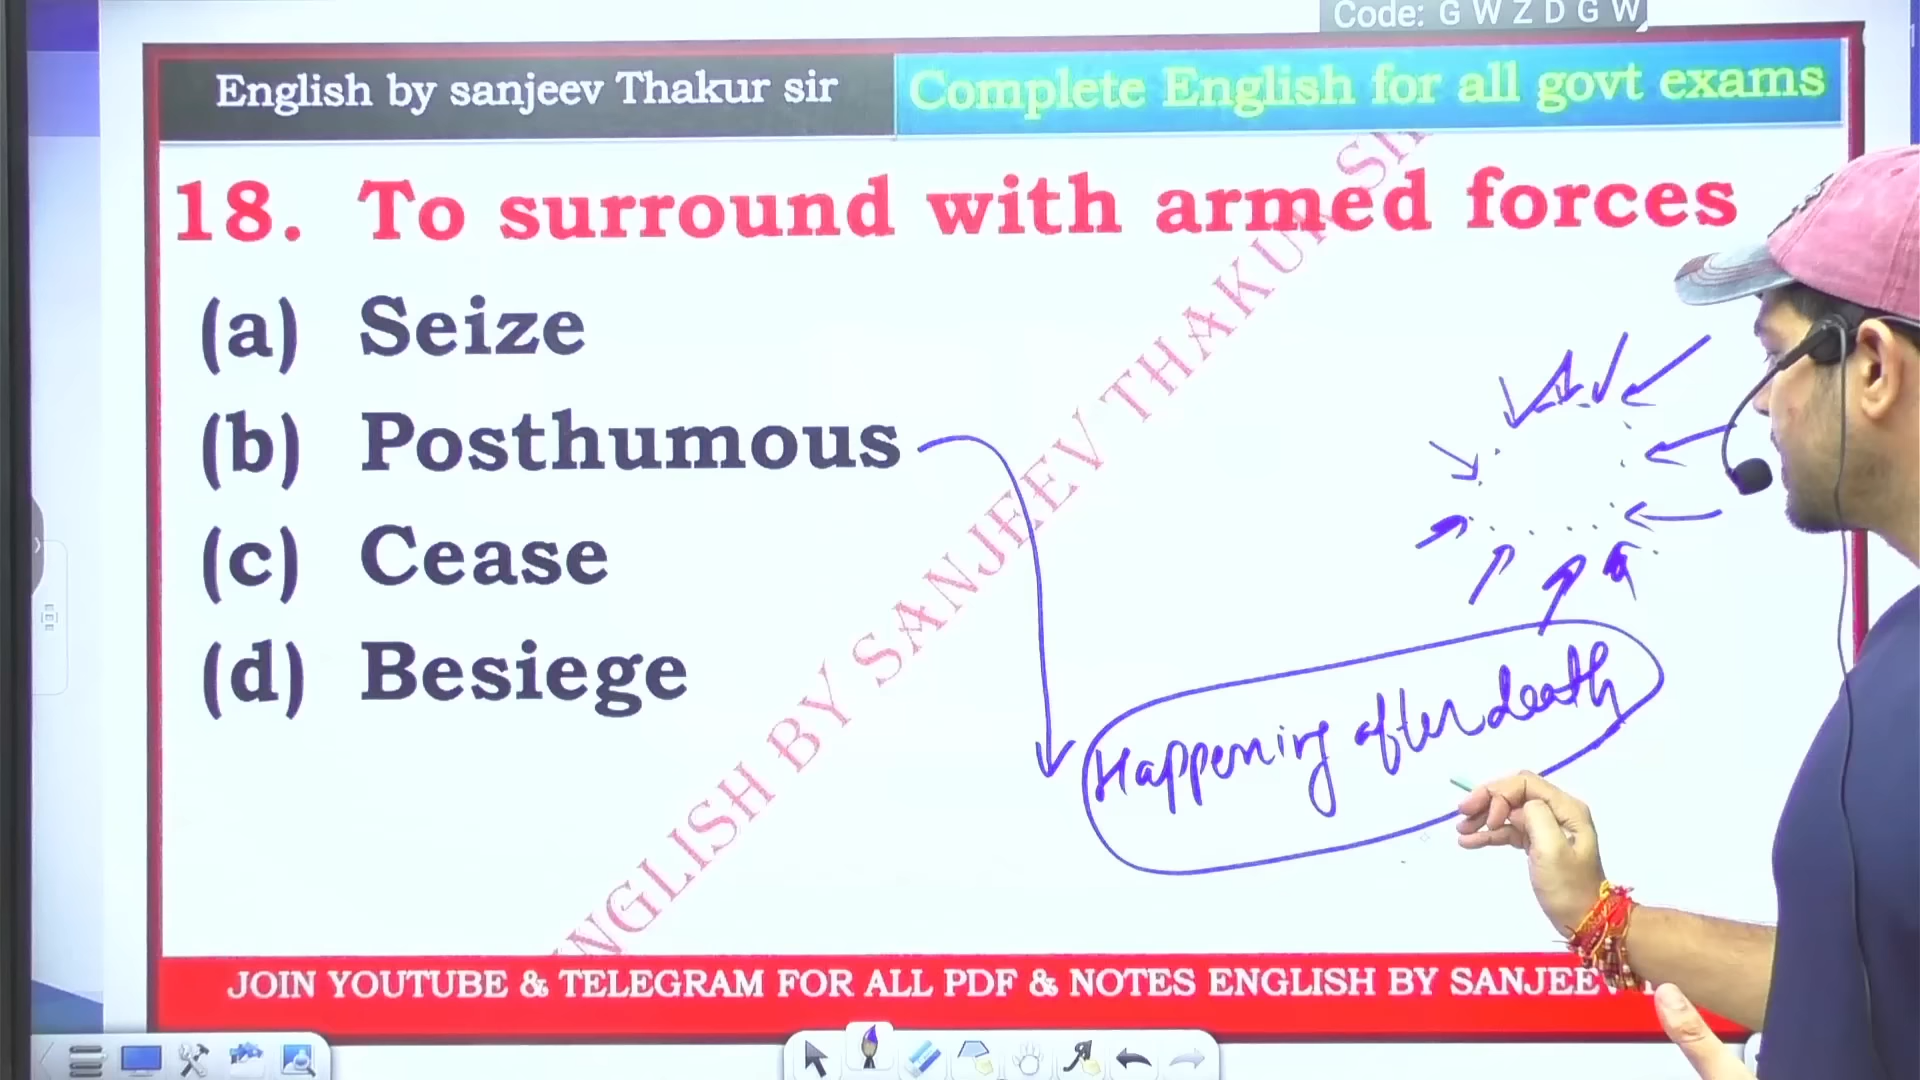 Code: G W Z D G W
English by sanjeev Thakur sir
Complete English for all govt exams
18. To surround with armed forces
(a) Seize
(b) Posthumous
(c) Cease
(d) Besiege
Happening after death
ENGLISH BY SANJEEV THAKUR SIR
JOIN YOUTUBE & TELEGRAM FOR ALL PDF & NOTES ENGLISH BY SANJEEV